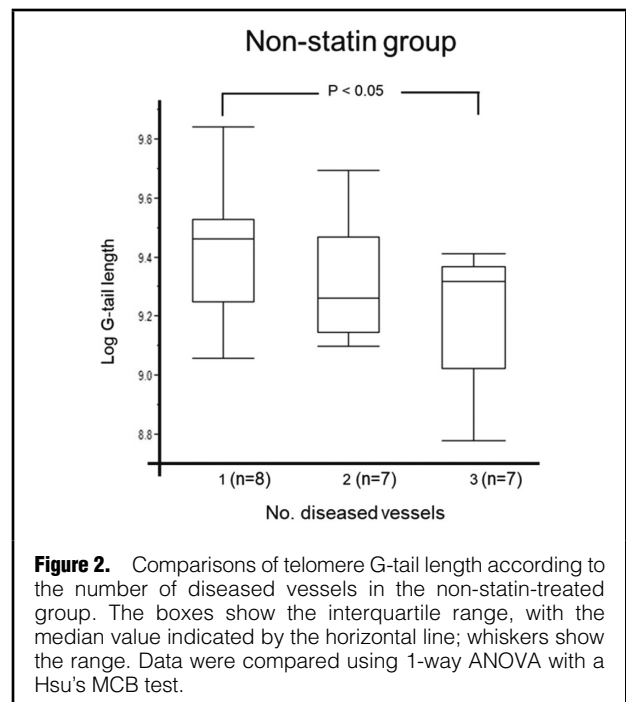 Non-statin group
P < 0.05
Log G-tail length
9.8
9.6
9.4
9.2
9.0
8.8
1 (n=8) 2 (n=7) 3 (n=7)
No. diseased vessels
Figure 2. Comparisons of telomere G-tail length according to
the number of diseased vessels in the non-statin-treated
group. The boxes show the interquartile range, with the
median value indicated by the horizontal line; whiskers show
the range. Data were compared using 1-way ANOVA with a
Hsu's MCB test.